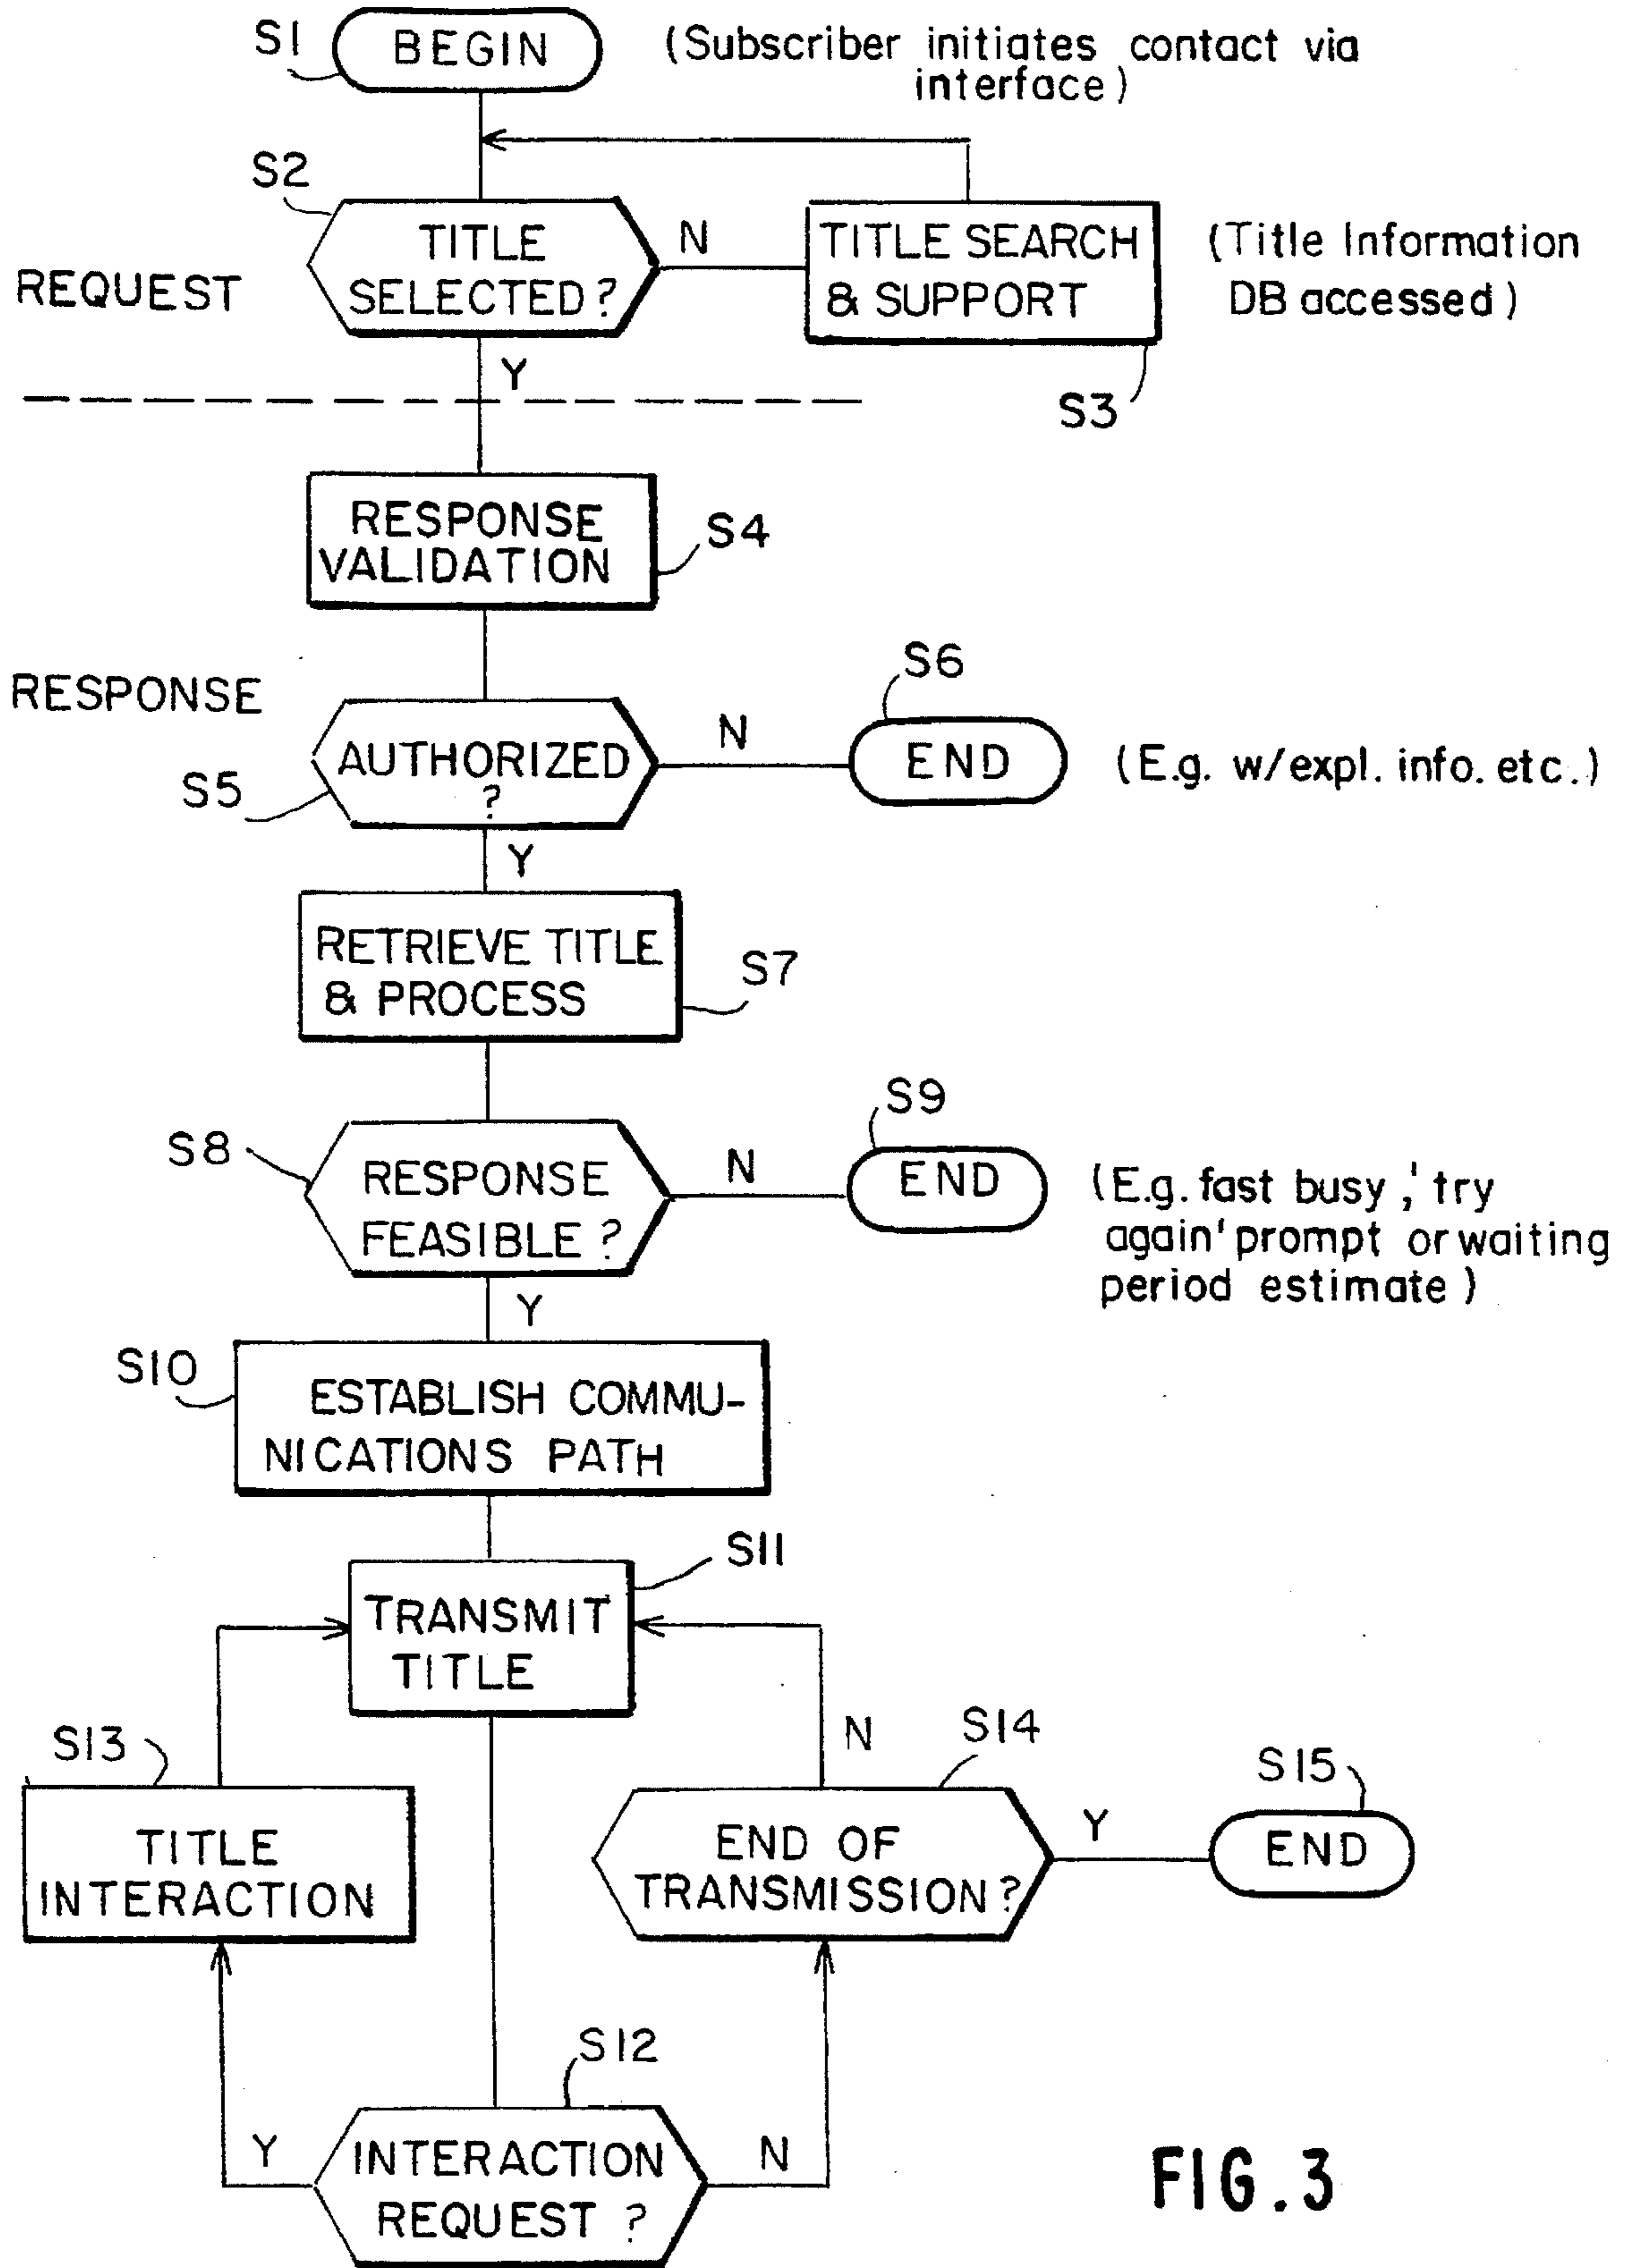 S1
BEGIN
(Subscriber initiates contact via
interface)
S2
TITLE
SELECTED?
N
TITLE SEARCH
& SUPPORT
(Title Information
DB accessed)
REQUEST
Y
S3
RESPONSE
VALIDATION
S4
RESPONSE
S6
AUTHORIZED
?
N
END
(E.g. w/expl. info. etc.)
S5
Y
RETRIEVE TITLE
& PROCESS
S7
S9
S8
RESPONSE
FEASIBLE ?
N
END
(E.g. fast busy, 'try
again' prompt or waiting
period estimate)
Y
S10
ESTABLISH COMMU-
NICATIONS PATH
S11
TRANSMIT
TITLE
S13
N
S14
S15
TITLE
INTERACTION
END OF
TRANSMISSION ?
Y
END
S12
Y
INTERACTION
REQUEST ?
N
FIG. 3